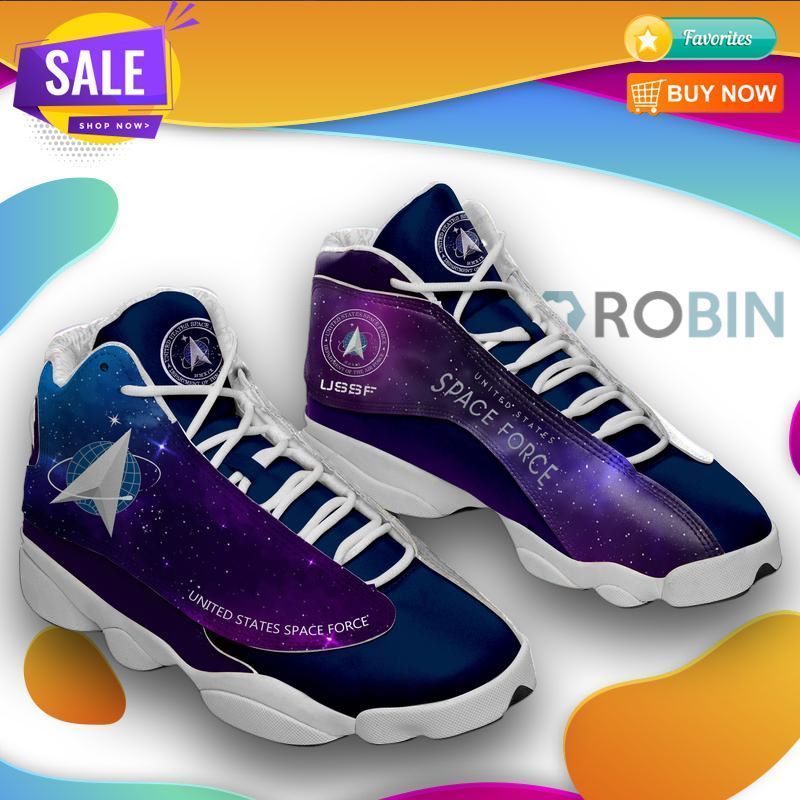 SALE
SHOP NOW>
Favorites
BUY NOW
ROBIN
USSF
UNITED STATES
SPACE FORCE
UNITED STATES SPACE FORCE